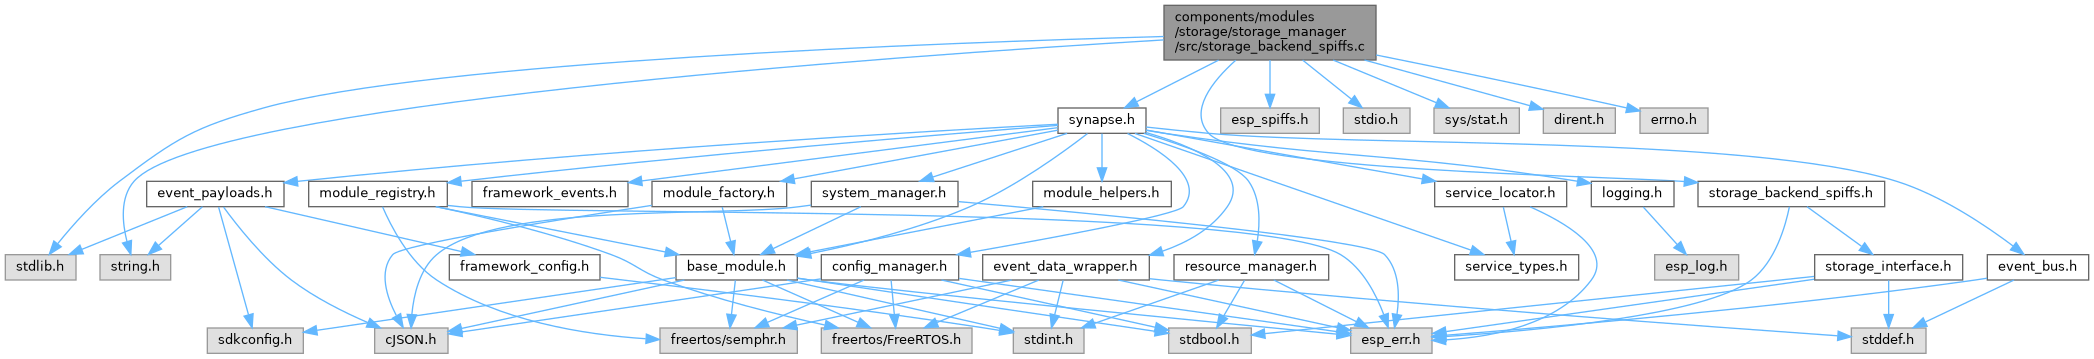 components/modules
/storage/storage_manager
/src/storage_backend_spiffs.c
synapse.h
esp_spiffs.h
stdio.h
sys/stat.h
dirent.h
errno.h
event_payloads.h
module_registry.h
framework_events.h
module_factory.h
system_manager.h
module_helpers.h
service_locator.h
logging.h
storage_backend_spiffs.h
stdlib.h
string.h
framework_config.h
base_module.h
config_manager.h
event_data_wrapper.h
resource_manager.h
service_types.h
esp_log.h
storage_interface.h
event_bus.h
sdkconfig.h
cJSON.h
freertos/semphr.h
freertos/FreeRTOS.h
stdint.h
stdbool.h
esp_err.h
stddef.h